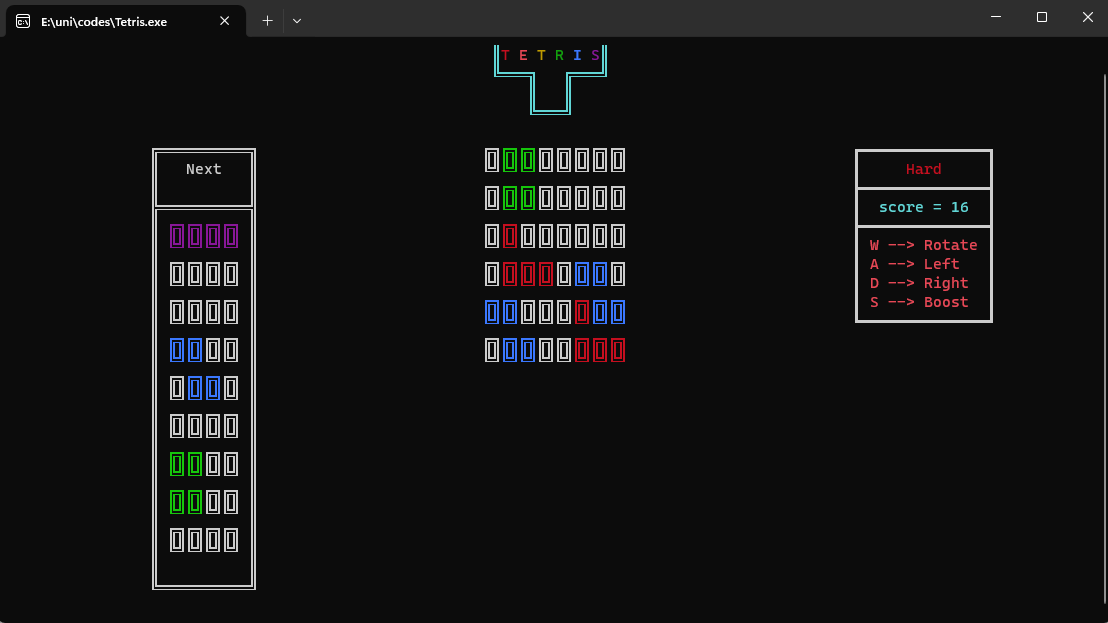 E:\uni\codes\Tetris.exe
T E T R I S
Next
Hard
score = 16
W --> Rotate
A --> Left
D --> Right
S --> Boost